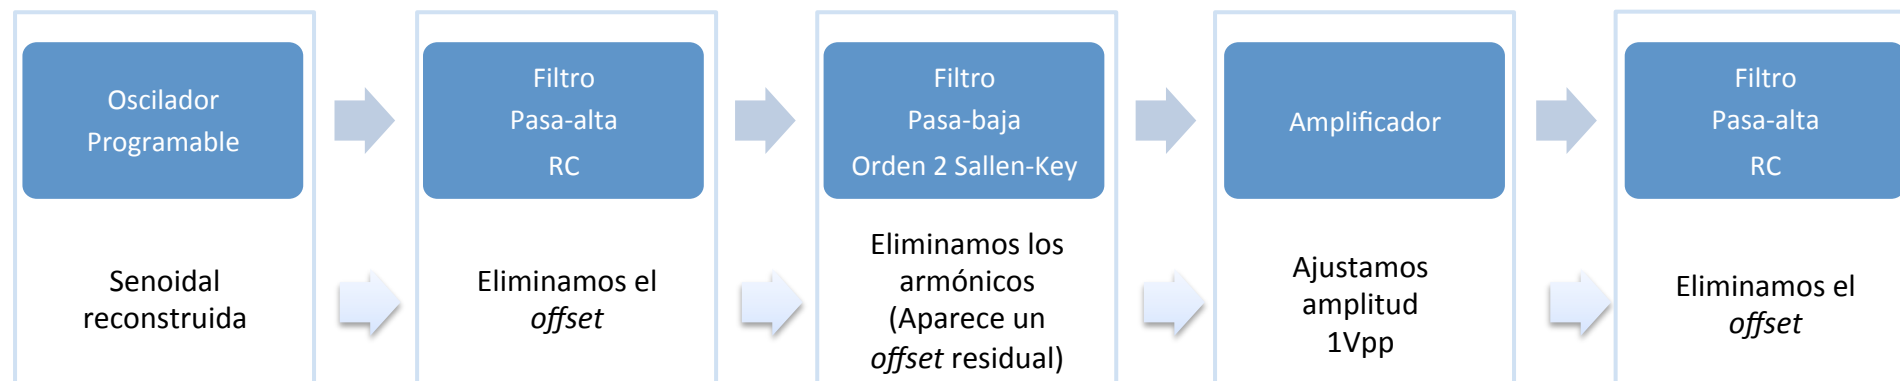 Oscilador
Programable
Filtro
Pasa-alta
RC
Filtro
Pasa-baja
Orden 2 Sallen-Key
Amplificador
Filtro
Pasa-alta
RC
Senoidal
reconstruida
Eliminamos el
offset
Eliminamos los
armónicos
(Aparece un
offset residual)
Ajustamos
amplitud
1Vpp
Eliminamos el
offset